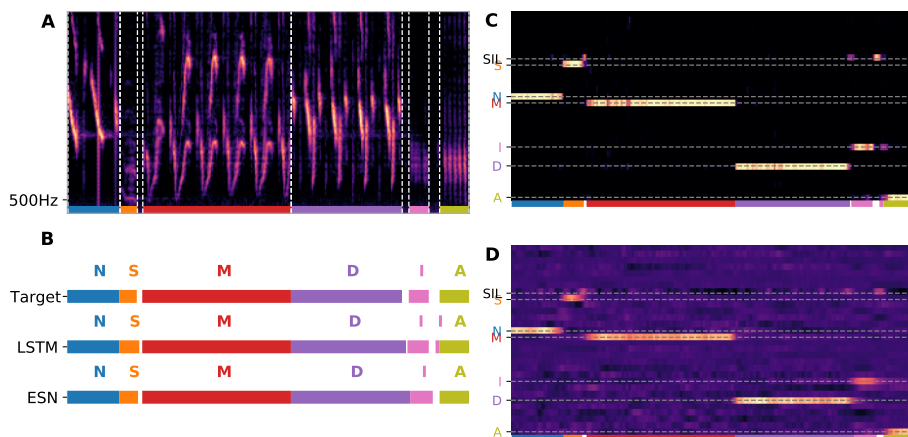 A
500Hz
B
N S M D I A
Target
N S M D I I A
LSTM
N S M D I A
ESN
C
SIL
S
N
M
I
D
A
D
SIL
S
N
M
I
D
A